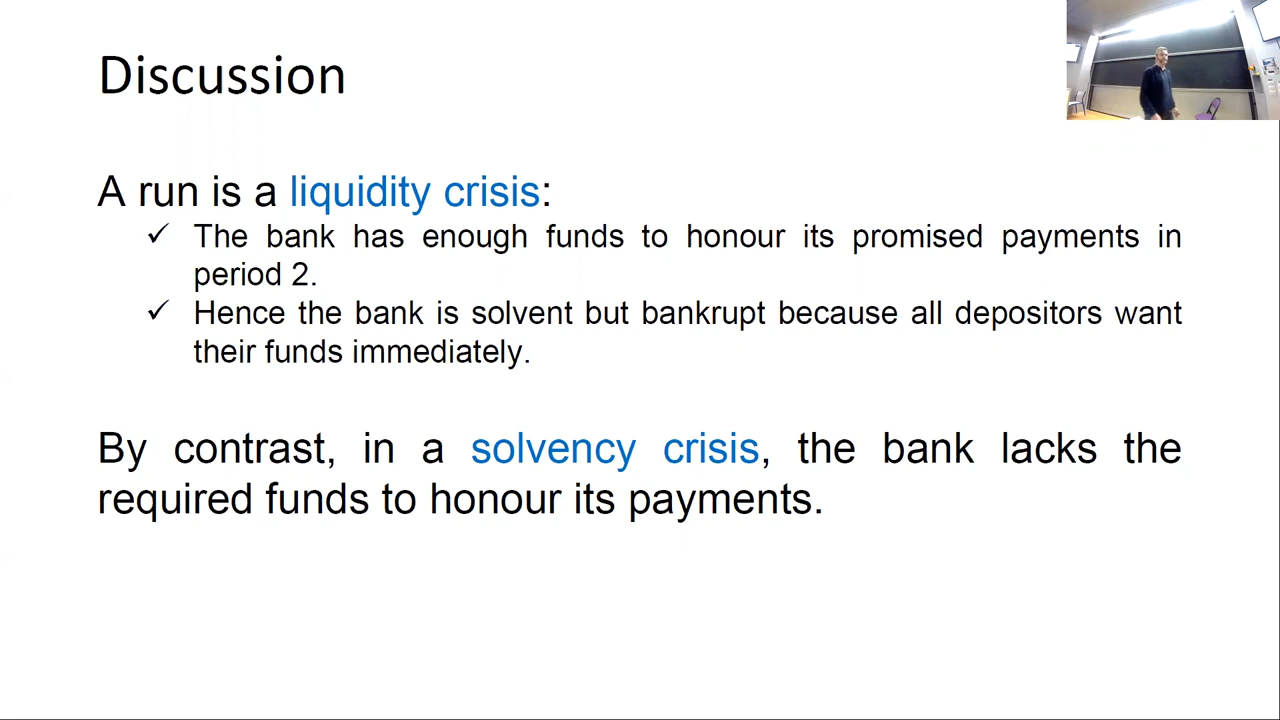 Discussion
A run is a liquidity crisis:
✓ The bank has enough funds to honour its promised payments in
period 2.
✓ Hence the bank is solvent but bankrupt because all depositors want
their funds immediately.
By contrast, in a solvency crisis, the bank lacks the
required funds to honour its payments.